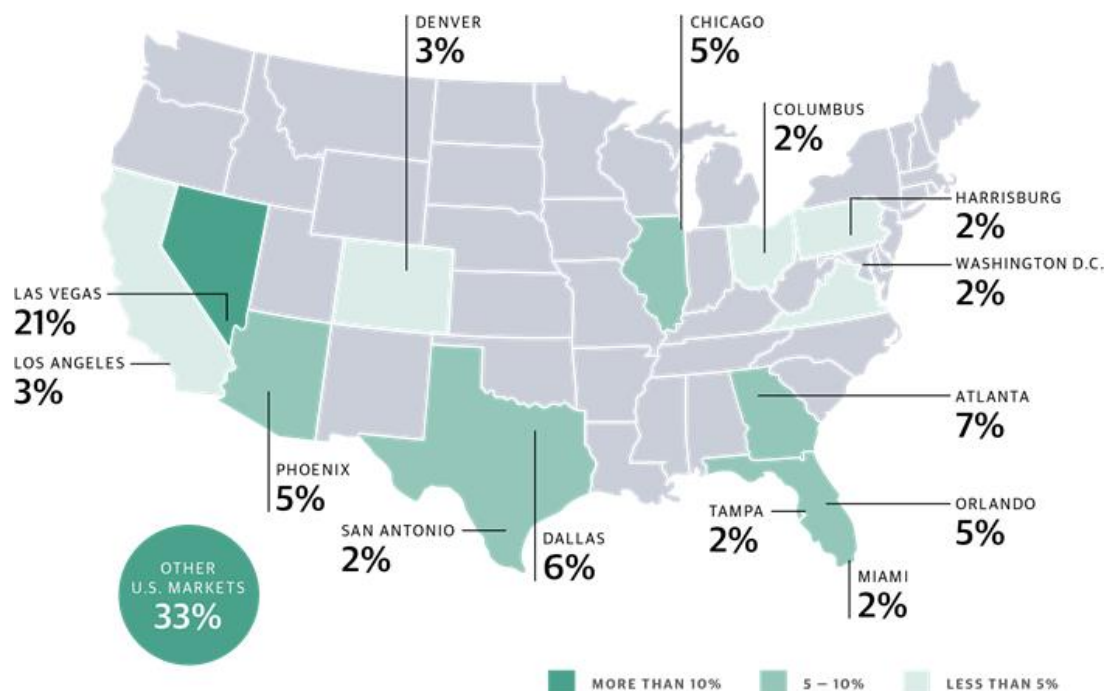 DENVER
3%
CHICAGO
5%
COLUMBUS
2%
HARRISBURG
2%
WASHINGTON D.C.
2%
LAS VEGAS
21%
LOS ANGELES
3%
ATLANTA
7%
PHOENIX
5%
SAN ANTONIO
2%
DALLAS
6%
TAMPA
2%
ORLANDO
5%
MIAMI
2%
OTHER
U.S. MARKETS
33%
MORE THAN 10%
5 – 10%
LESS THAN 5%